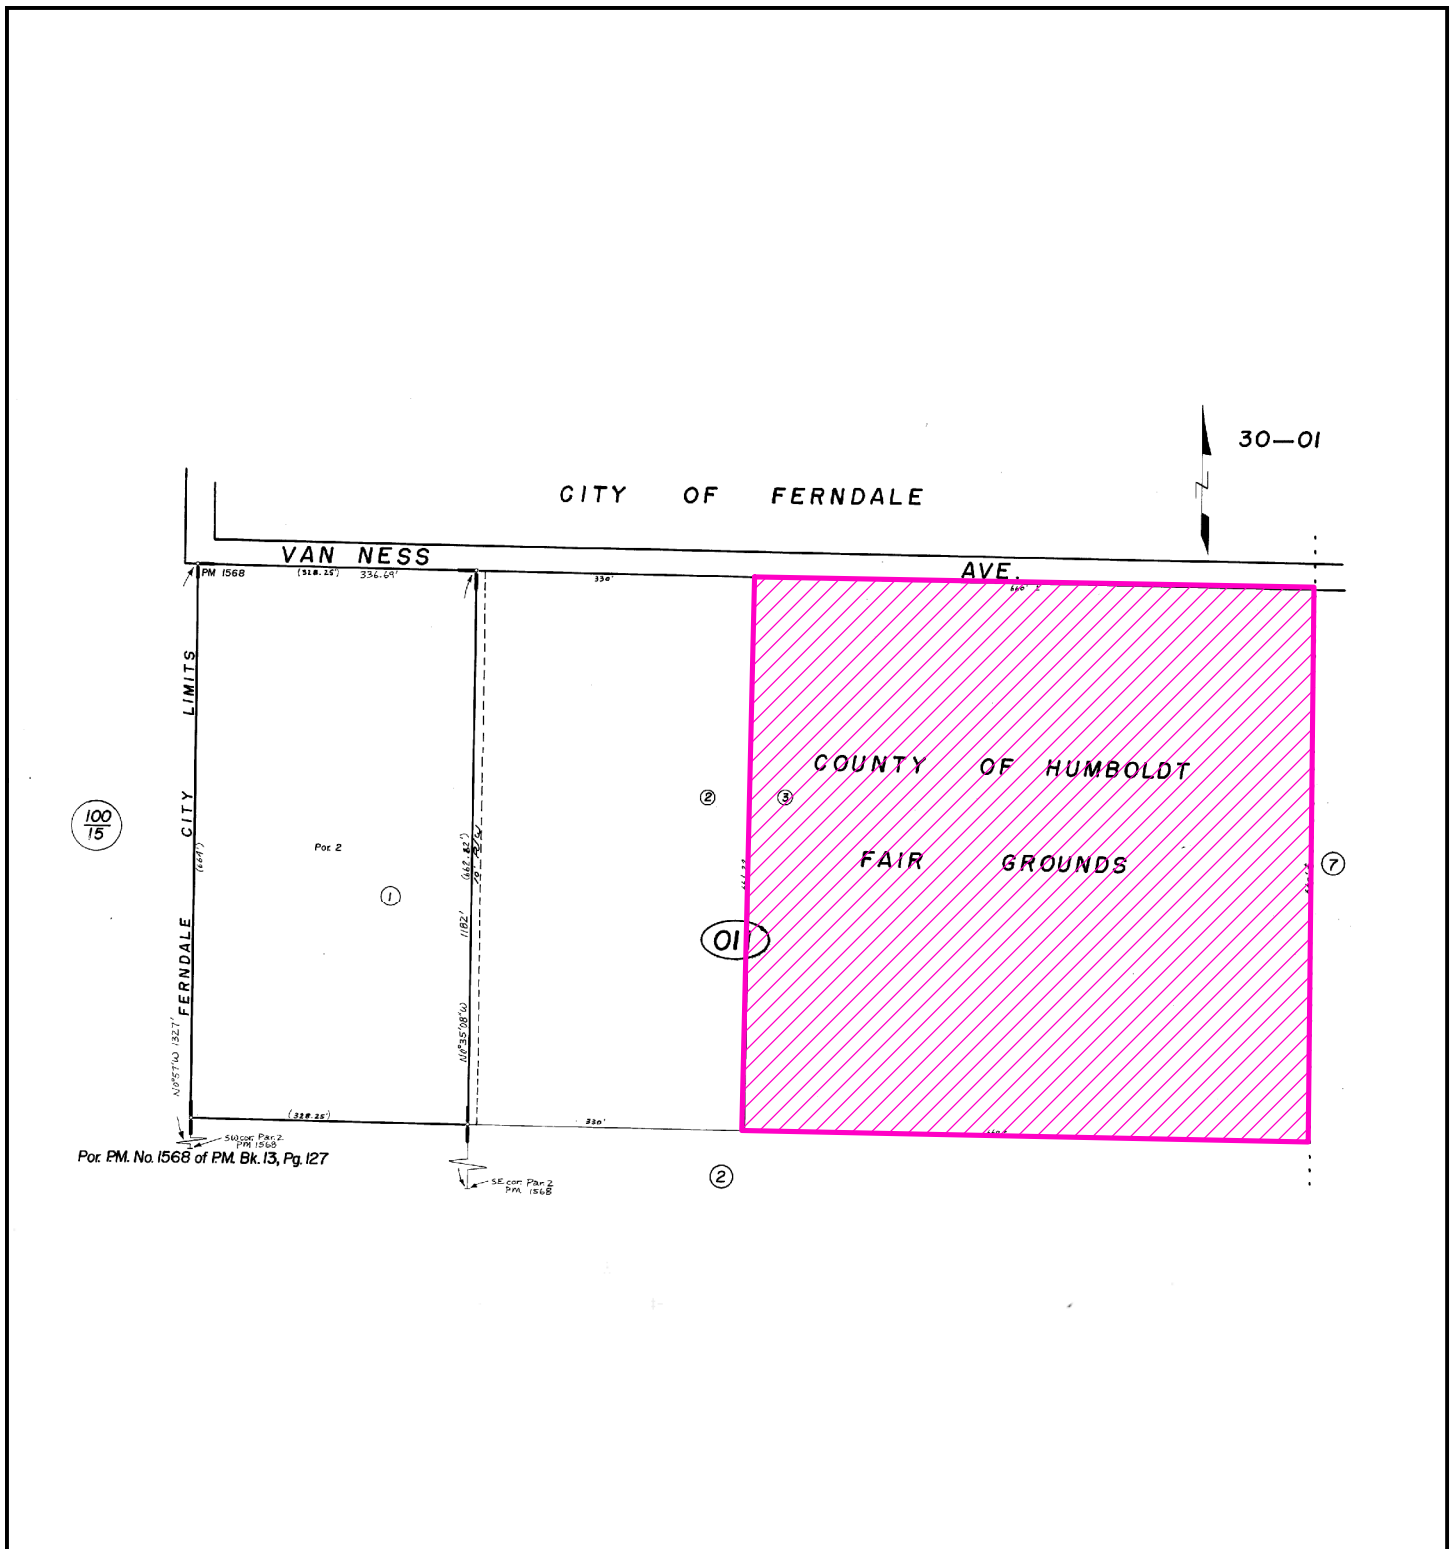 30—01
CITY OF FERNDALE
VAN NESS AVE.
PM 1568
(328.25')
336.69'
330'
660'
FERNDALE CITY LIMITS
COUNTY OF HUMBOLDT
FAIR GROUNDS
2
3
100
15
(664')
Por. 2
1
(662.82')
1182'
7
01
N0°35'08"W
N0°57'W 1327'
(328.25')
330'
SW cor. Par. 2
PM 1568
Por. P.M. No. 1568 of P.M. Bk. 13, Pg. 127
SE cor. Par. 2
PM 1568
2